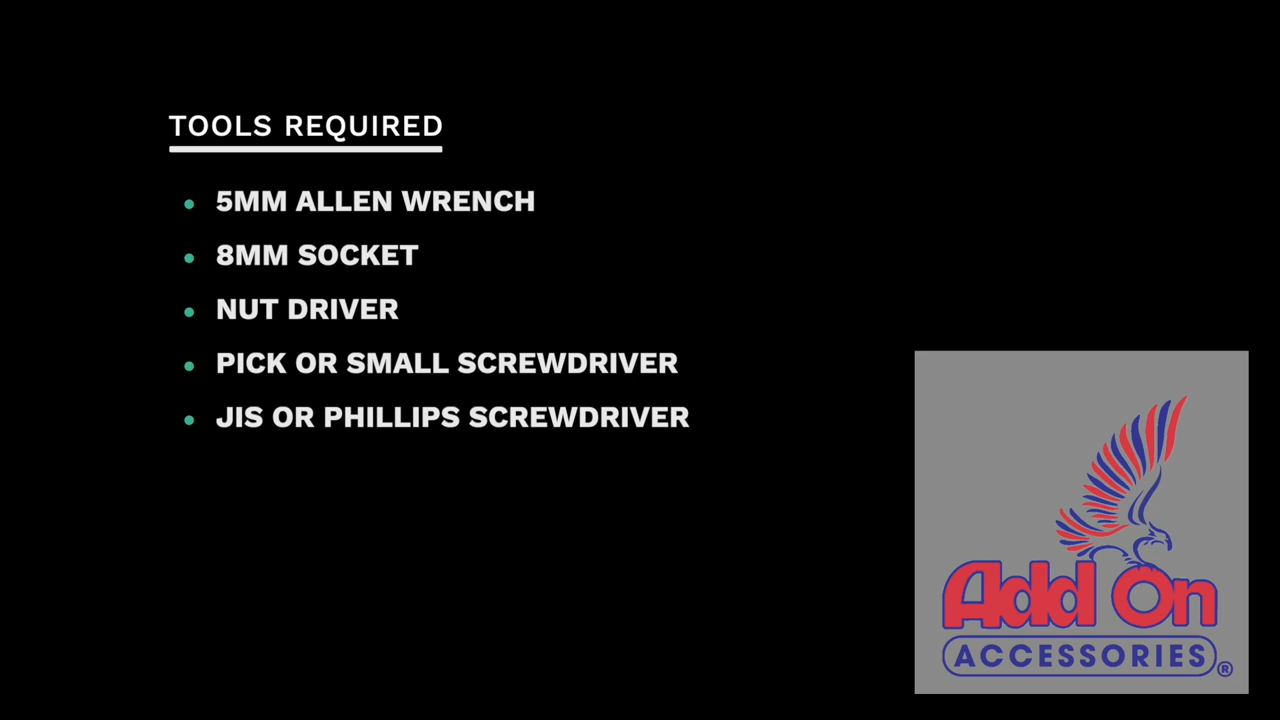 TOOLS REQUIRED
5MM ALLEN WRENCH
8MM SOCKET
NUT DRIVER
PICK OR SMALL SCREWDRIVER
JIS OR PHILLIPS SCREWDRIVER
Add On
ACCESSORIES®